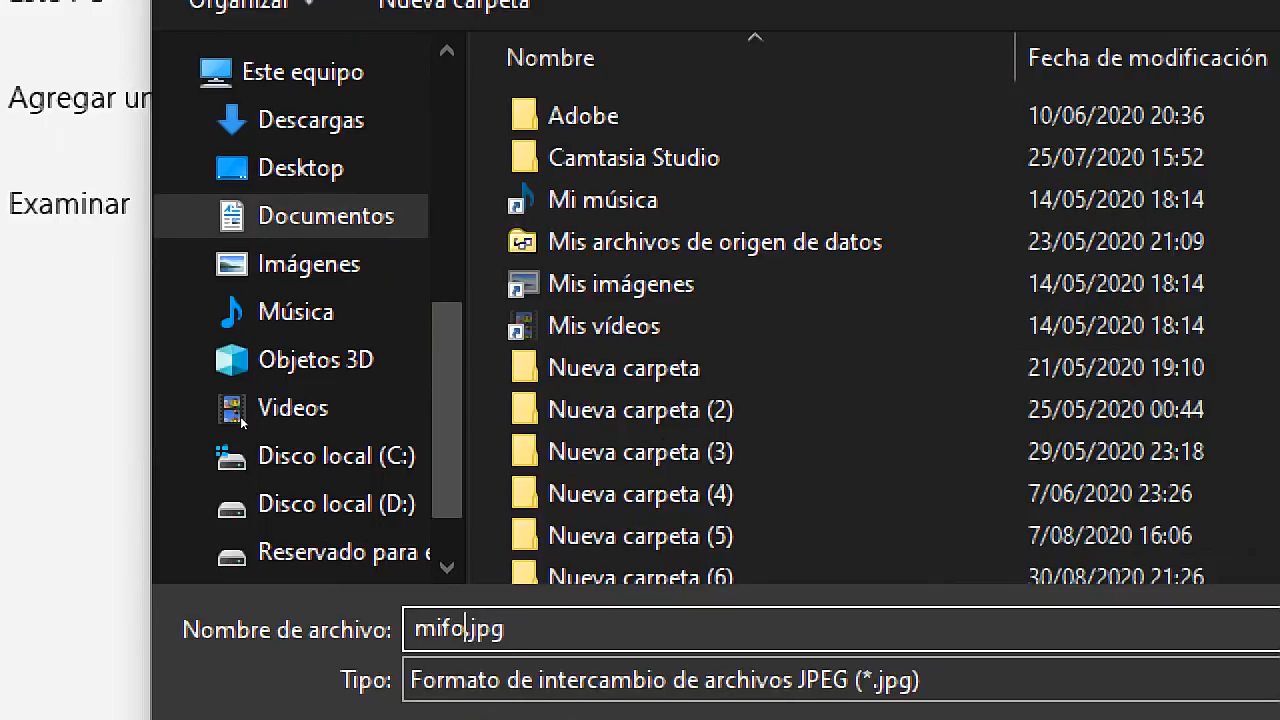 Organizar
Nueva carpeta
Agregar un
Examinar
Este equipo
Descargas
Desktop
Documentos
Imágenes
Música
Objetos 3D
Videos
Disco local (C:)
Disco local (D:)
Reservado para e
Nombre
Fecha de modificación
Adobe 10/06/2020 20:36
Camtasia Studio 25/07/2020 15:52
Mi música 14/05/2020 18:14
Mis archivos de origen de datos 23/05/2020 21:09
Mis imágenes 14/05/2020 18:14
Mis vídeos 14/05/2020 18:14
Nueva carpeta 21/05/2020 19:10
Nueva carpeta (2) 25/05/2020 00:44
Nueva carpeta (3) 29/05/2020 23:18
Nueva carpeta (4) 7/06/2020 23:26
Nueva carpeta (5) 7/08/2020 16:06
Nueva carpeta (6) 30/08/2020 21:26
Nombre de archivo: mifo.jpg
Tipo: Formato de intercambio de archivos JPEG (*.jpg)